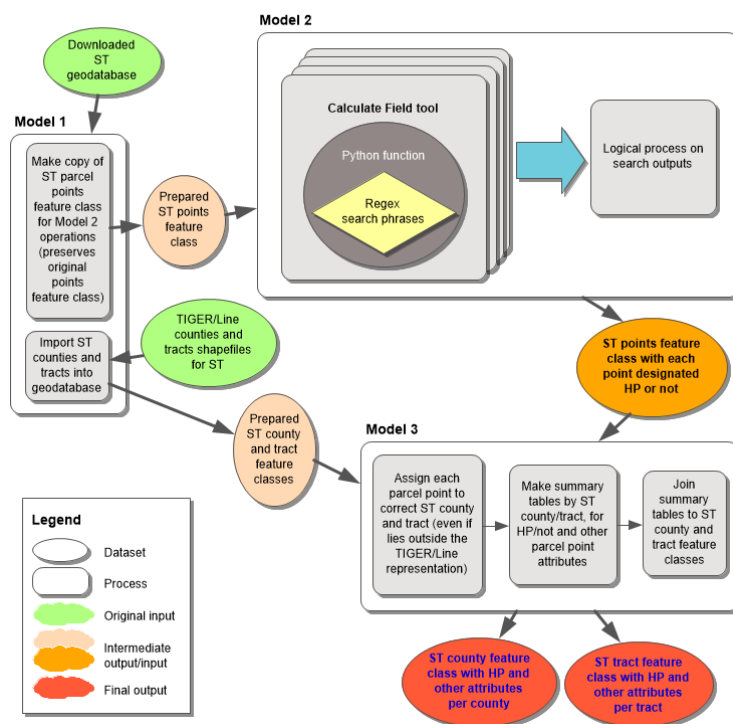 Model 2
Downloaded
ST
geodatabase
Model 1
Make copy of
ST parcel
points
feature class
for Model 2
operations
(preserves
original
points
feature class)
Prepared
ST points
feature
class
Calculate Field tool
Python function
Regex
search phrases
Logical process on
search outputs
Import ST
counties and
tracts into
geodatabase
TIGER/Line
counties and
tracts shapefiles
for ST
ST points feature
class with each
point designated
HP or not
Prepared
ST county
and tract
feature
classes
Model 3
Assign each
parcel point to
correct ST county
and tract (even if
lies outside the
TIGER/Line
representation)
Make summary
tables by ST
county/tract, for
HP/not and other
parcel point
attributes
Join
summary
tables to ST
county and
tract feature
classes
Legend
Dataset
Process
Original input
Intermediate
output/input
Final output
ST county feature
class with HP and
other attributes
per county
ST tract feature
class with HP and
other attributes
per tract